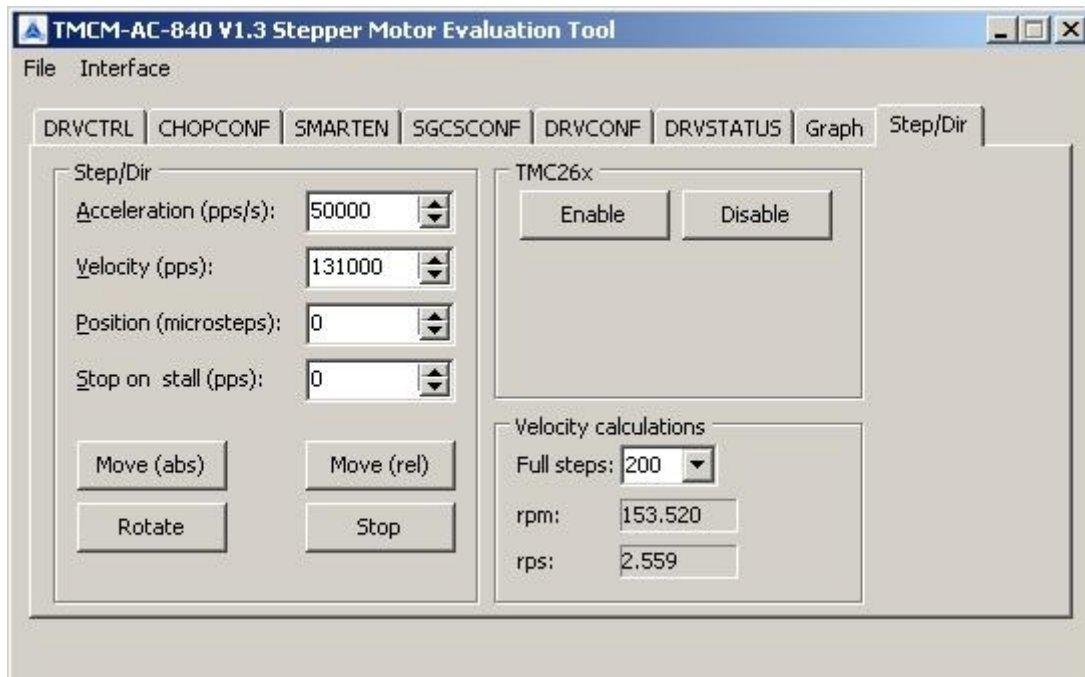 TMCM-AC-840 V1.3 Stepper Motor Evaluation Tool
File Interface
DRVCTRL CHOPCONF SMARTEN SGCSCONF DRVCONF DRVSTATUS Graph Step/Dir
Step/Dir
Acceleration (pps/s): 50000
Velocity (pps): 131000
Position (microsteps): 0
Stop on stall (pps): 0
Move (abs) Move (rel)
Rotate Stop
TMC26x
Enable Disable
Velocity calculations
Full steps: 200
rpm: 153.520
rps: 2.559